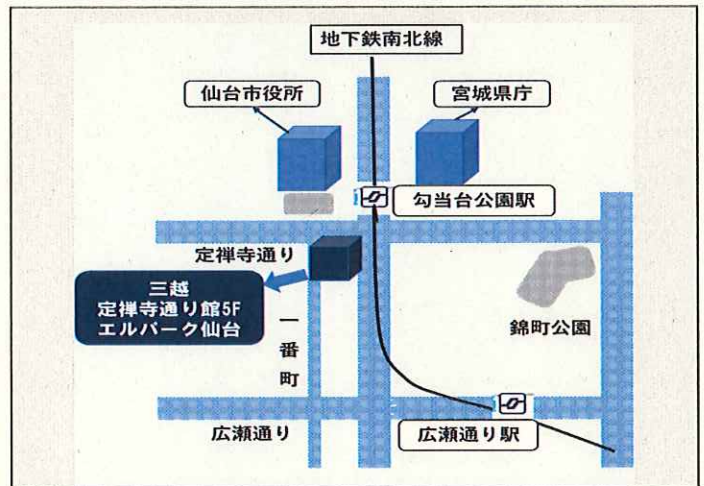 地下鉄南北線
仙台市役所
宮城県庁
勾当台公園駅
定禅寺通り
三越
定禅寺通り館5F
エルパーク仙台
一番町
錦町公園
広瀬通り
広瀬通り駅